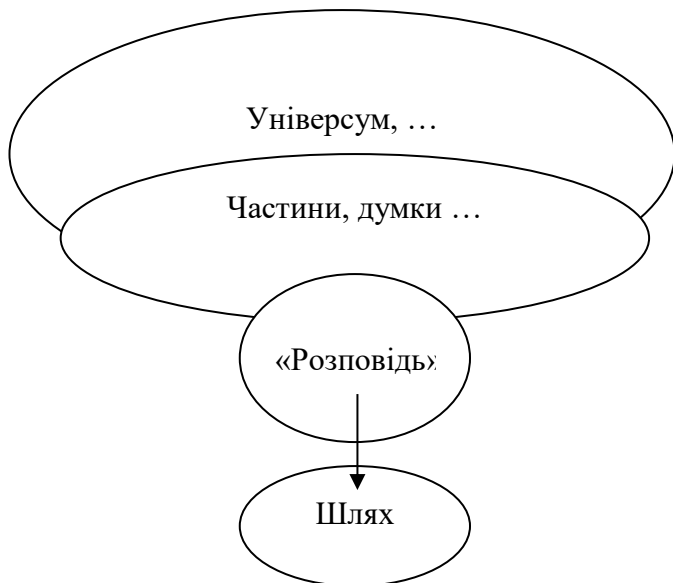 Універсум, …
Частини, думки …
«Розповідь»
Шлях